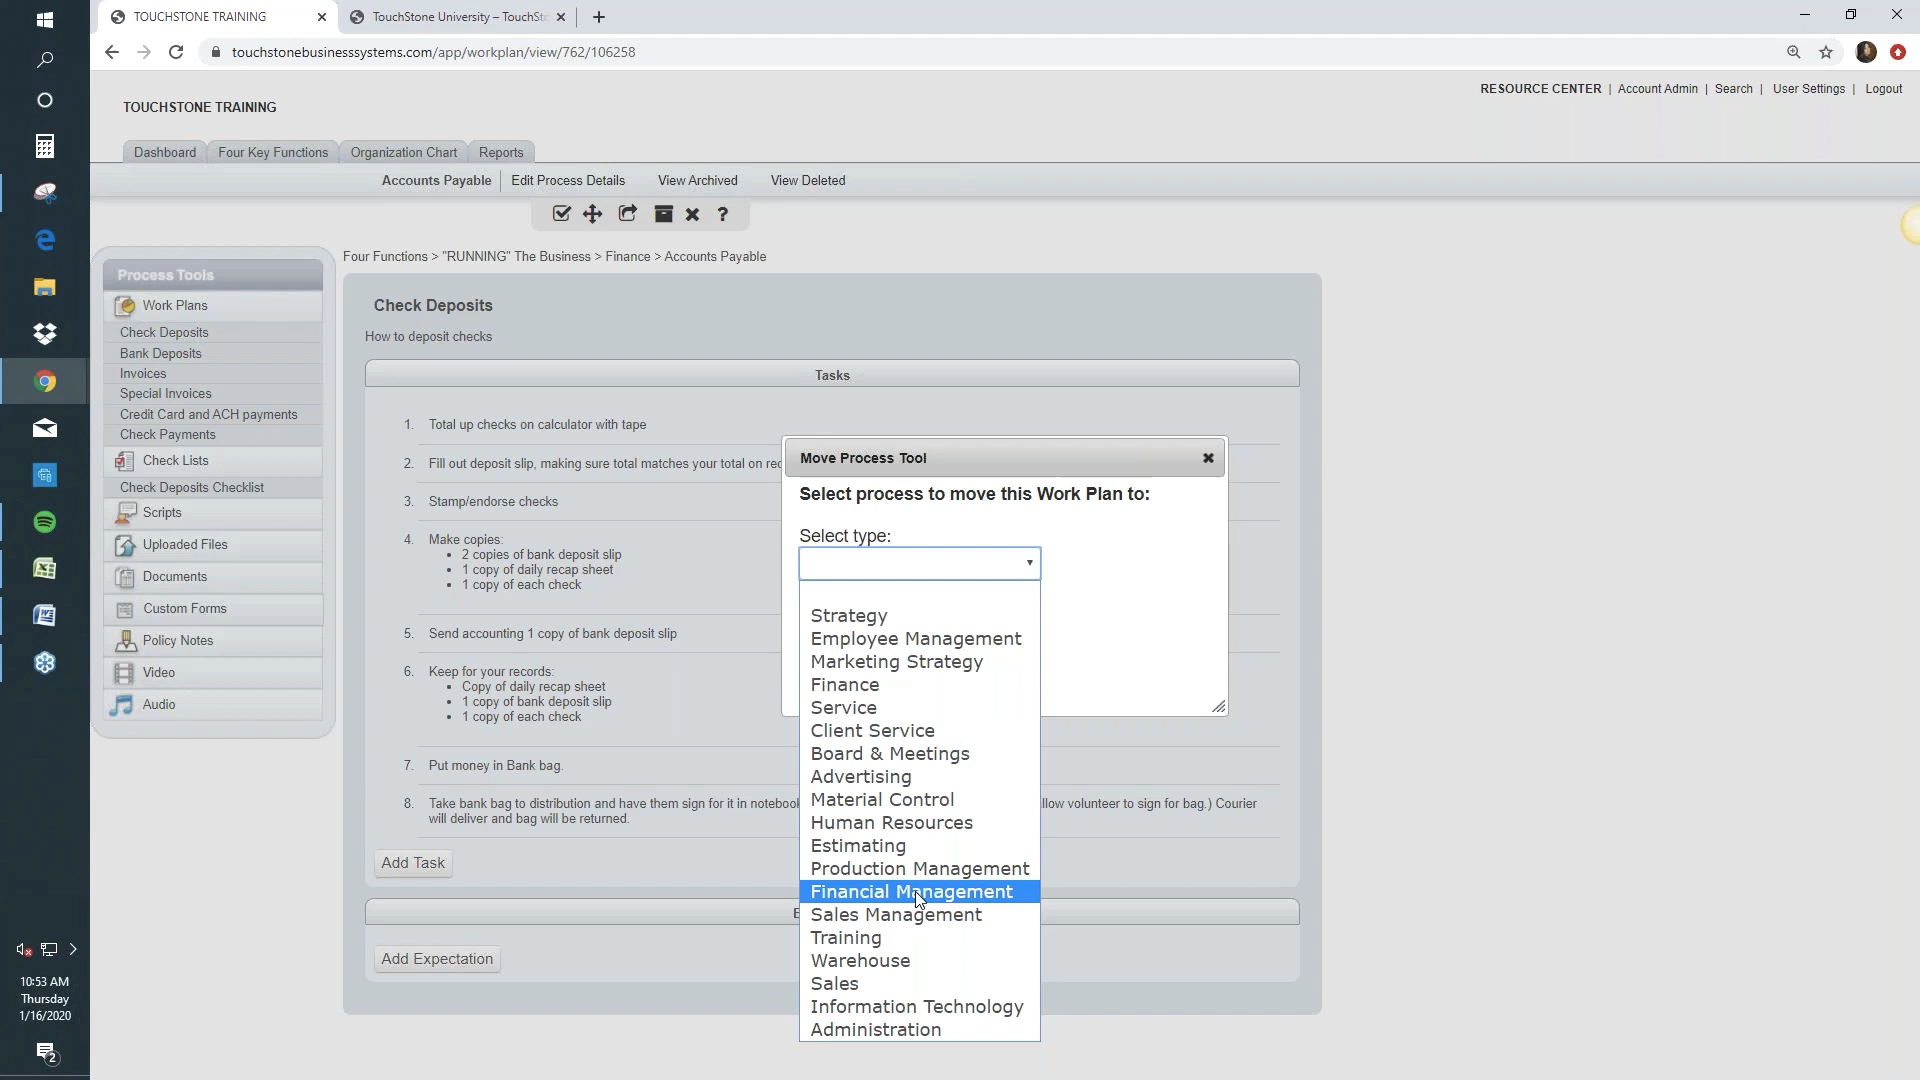 TOUCHSTONE TRAINING
TouchStone University – TouchSt
touchstonebusinesssystems.com/app/workplan/view/762/106258
RESOURCE CENTER | Account Admin | Search | User Settings | Logout
TOUCHSTONE TRAINING
Dashboard
Four Key Functions
Organization Chart
Reports
Accounts Payable
Edit Process Details
View Archived
View Deleted
?
Four Functions > "RUNNING" The Business > Finance > Accounts Payable
Process Tools
Work Plans
Check Deposits
Bank Deposits
Invoices
Special Invoices
Credit Card and ACH payments
Check Payments
Check Lists
Check Deposits Checklist
Scripts
Uploaded Files
Documents
Custom Forms
Policy Notes
Video
Audio
Check Deposits
How to deposit checks
Tasks
1. Total up checks on calculator with tape
2. Fill out deposit slip, making sure total matches your total on
3. Stamp/endorse checks
4. Make copies:
• 2 copies of bank deposit slip
• 1 copy of daily recap sheet
• 1 copy of each check
5. Send accounting 1 copy of bank deposit slip
6. Keep for your records:
• Copy of daily recap sheet
• 1 copy of bank deposit slip
• 1 copy of each check
7. Put money in Bank bag.
8. Take bank bag to distribution and have them sign for it in notebook llow volunteer to sign for bag.) Courier
will deliver and bag will be returned.
Add Task
Add Expectation
Move Process Tool
Select process to move this Work Plan to:
Select type:
Strategy
Employee Management
Marketing Strategy
Finance
Service
Client Service
Board & Meetings
Advertising
Material Control
Human Resources
Estimating
Production Management
Financial Management
Sales Management
Training
Warehouse
Sales
Information Technology
Administration
10:53 AM
Thursday
1/16/2020
2